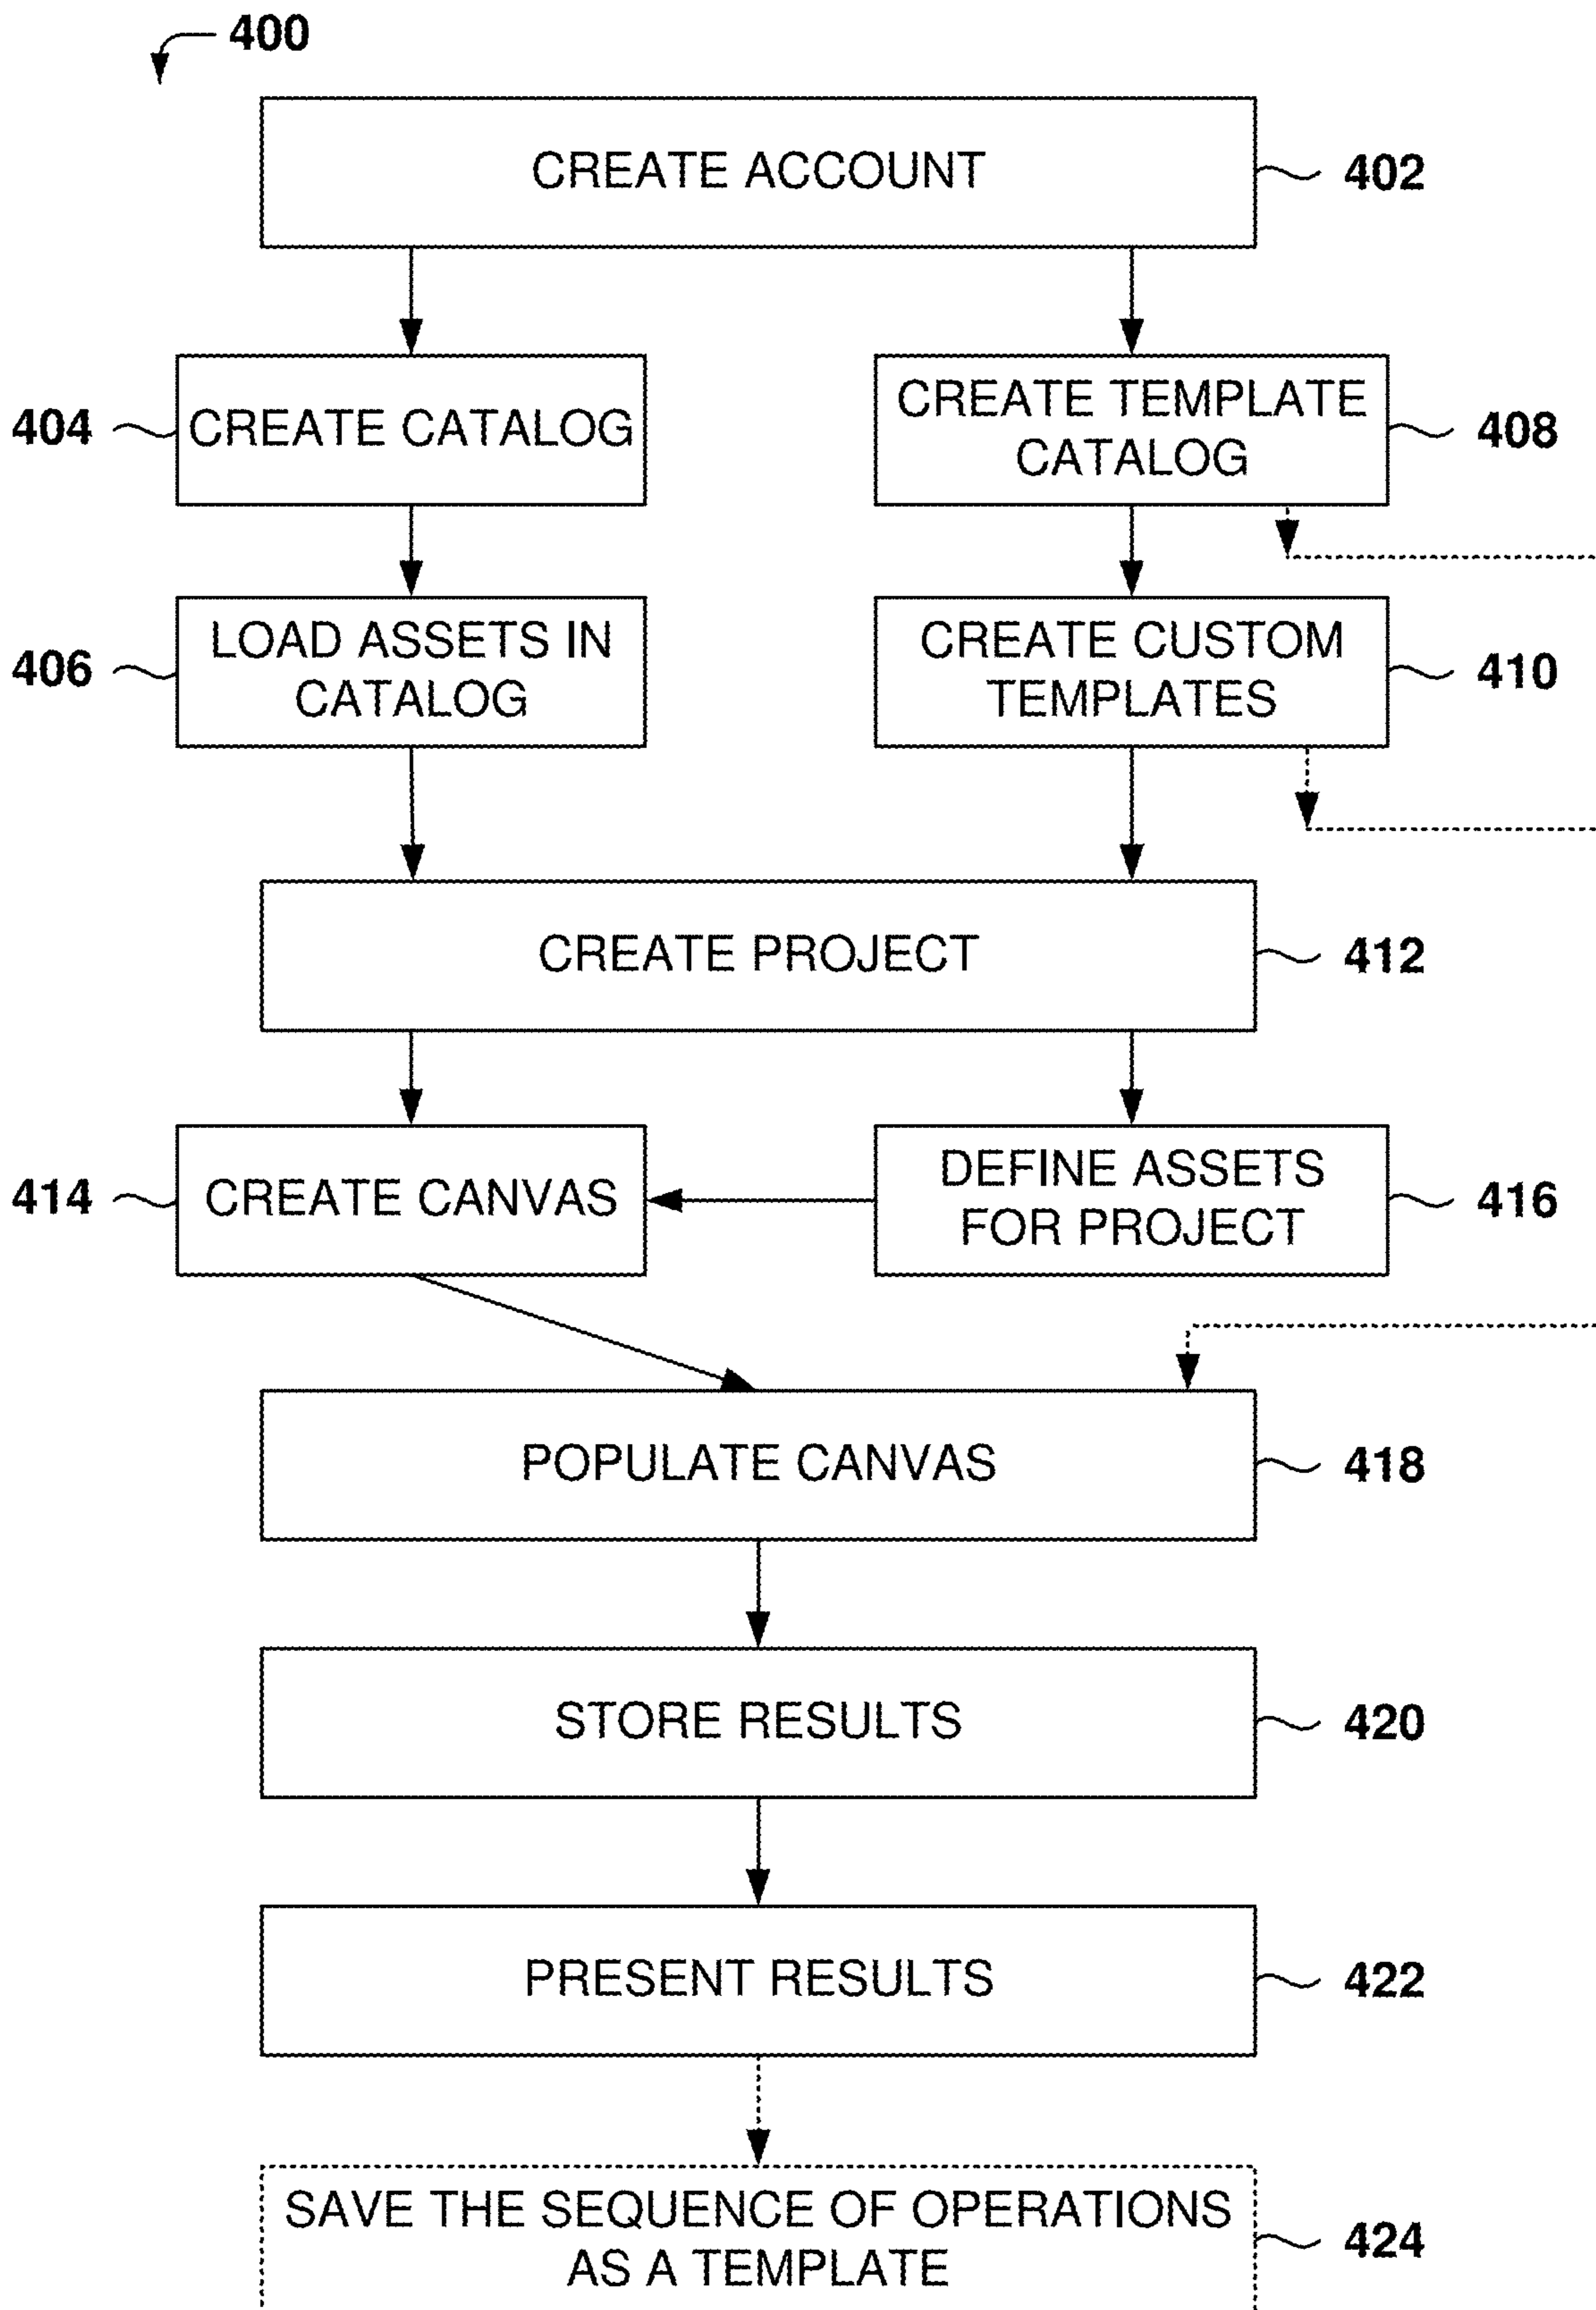 400
CREATE ACCOUNT
402
404
CREATE CATALOG
CREATE TEMPLATE
CATALOG
408
406
LOAD ASSETS IN
CATALOG
CREATE CUSTOM
TEMPLATES
410
CREATE PROJECT
412
414
CREATE CANVAS
DEFINE ASSETS
FOR PROJECT
416
POPULATE CANVAS
418
STORE RESULTS
420
PRESENT RESULTS
422
SAVE THE SEQUENCE OF OPERATIONS
AS A TEMPLATE
424